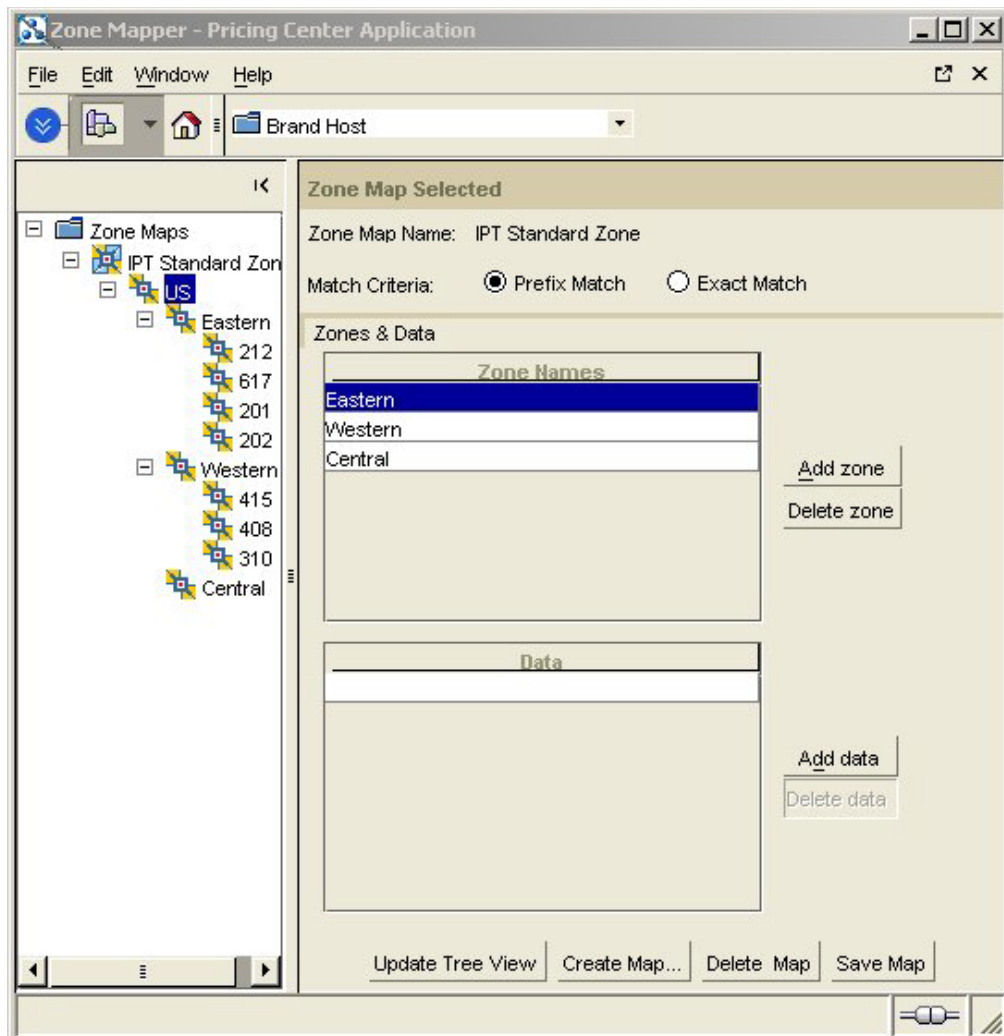 Zone Mapper - Pricing Center Application
File Edit Window Help
Brand Host
Zone Maps
IPT Standard Zon
US
Eastern
212
617
201
202
Western
415
408
310
Central
Zone Map Selected
Zone Map Name: IPT Standard Zone
Match Criteria: Prefix Match Exact Match
Zones & Data
Zone Names
Eastern
Western
Central
Add zone
Delete zone
Data
Add data
Delete data
Update Tree View Create Map... Delete Map Save Map